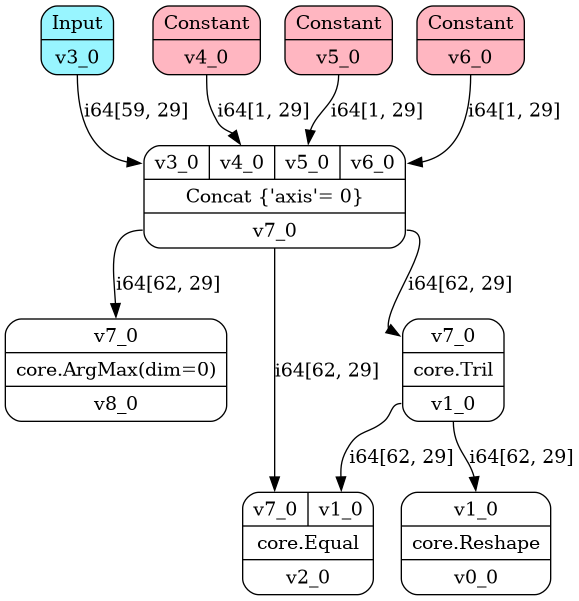 Input
v3_0
Constant
v4_0
Constant
v5_0
Constant
v6_0
i64[59, 29]
i64[1, 29]
i64[1, 29]
i64[1, 29]
v3_0 v4_0 v5_0 v6_0
Concat {'axis'= 0}
v7_0
i64[62, 29]
i64[62, 29]
i64[62, 29]
v7_0
core.ArgMax(dim=0)
v8_0
v7_0
core.Tril
v1_0
i64[62, 29]
i64[62, 29]
v7_0 v1_0
core.Equal
v2_0
v1_0
core.Reshape
v0_0